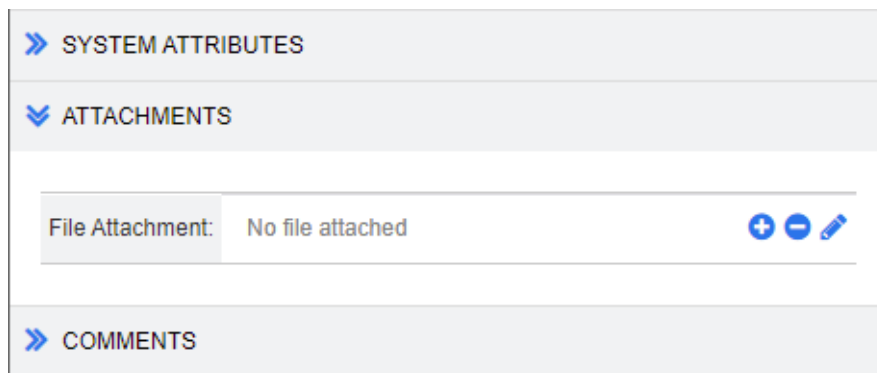 SYSTEM ATTRIBUTES
ATTACHMENTS
File Attachment: No file attached
COMMENTS